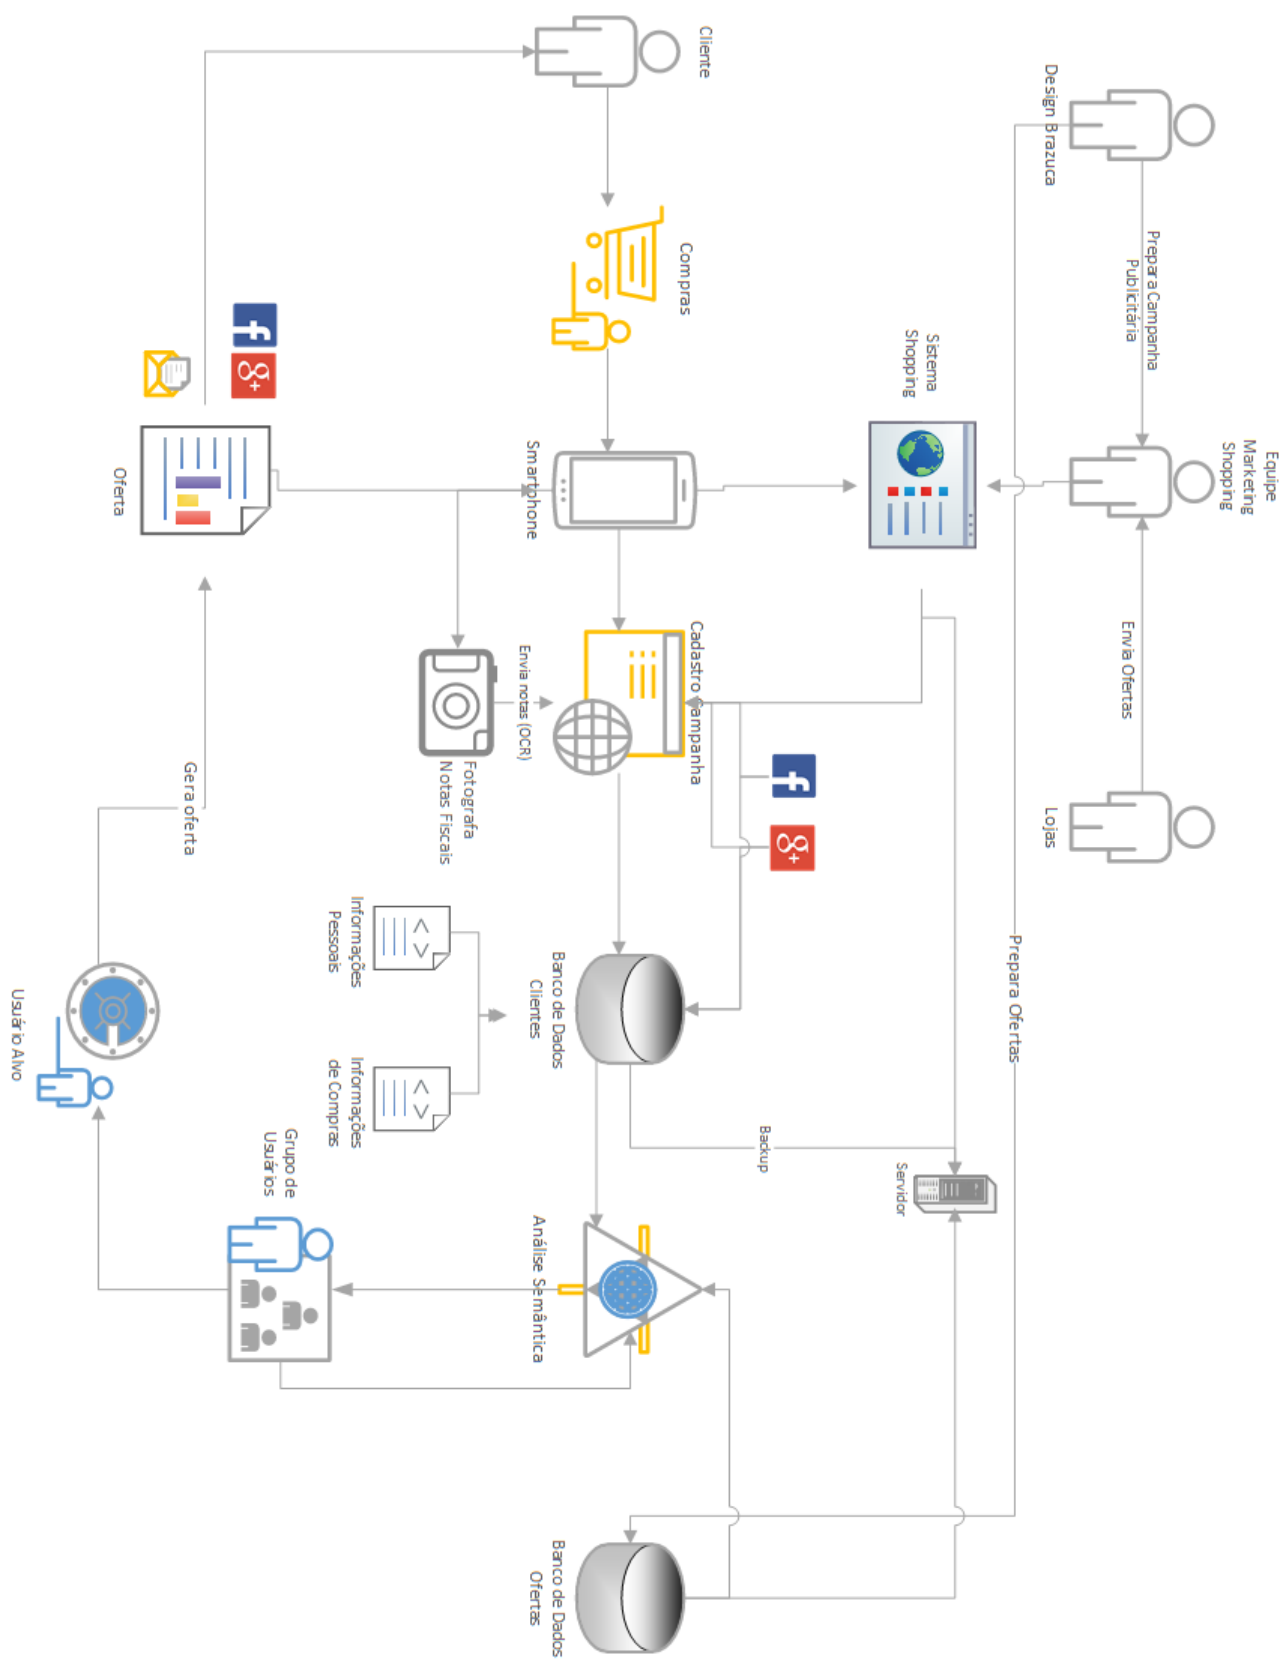 Equipe
Marketing
Shopping
Prepara Campanha
Publicitária
Envia Ofertas
Design Brazuca
Lojas
Prepara Ofertas
Sistema
Shopping
Servidor
f
g+
Backup
Cliente
Compras
Cadastro Campanha
Smartphone
Envia notas (OCR)
Banco de Dados
Clientes
Análise Semântica
Banco de Dados
Ofertas
Fotografa
Notas Fiscais
Informações
Pessoais
Informações
de Compras
Grupo de
Usuários
f
g+
Oferta
Gera oferta
Usuário Alvo